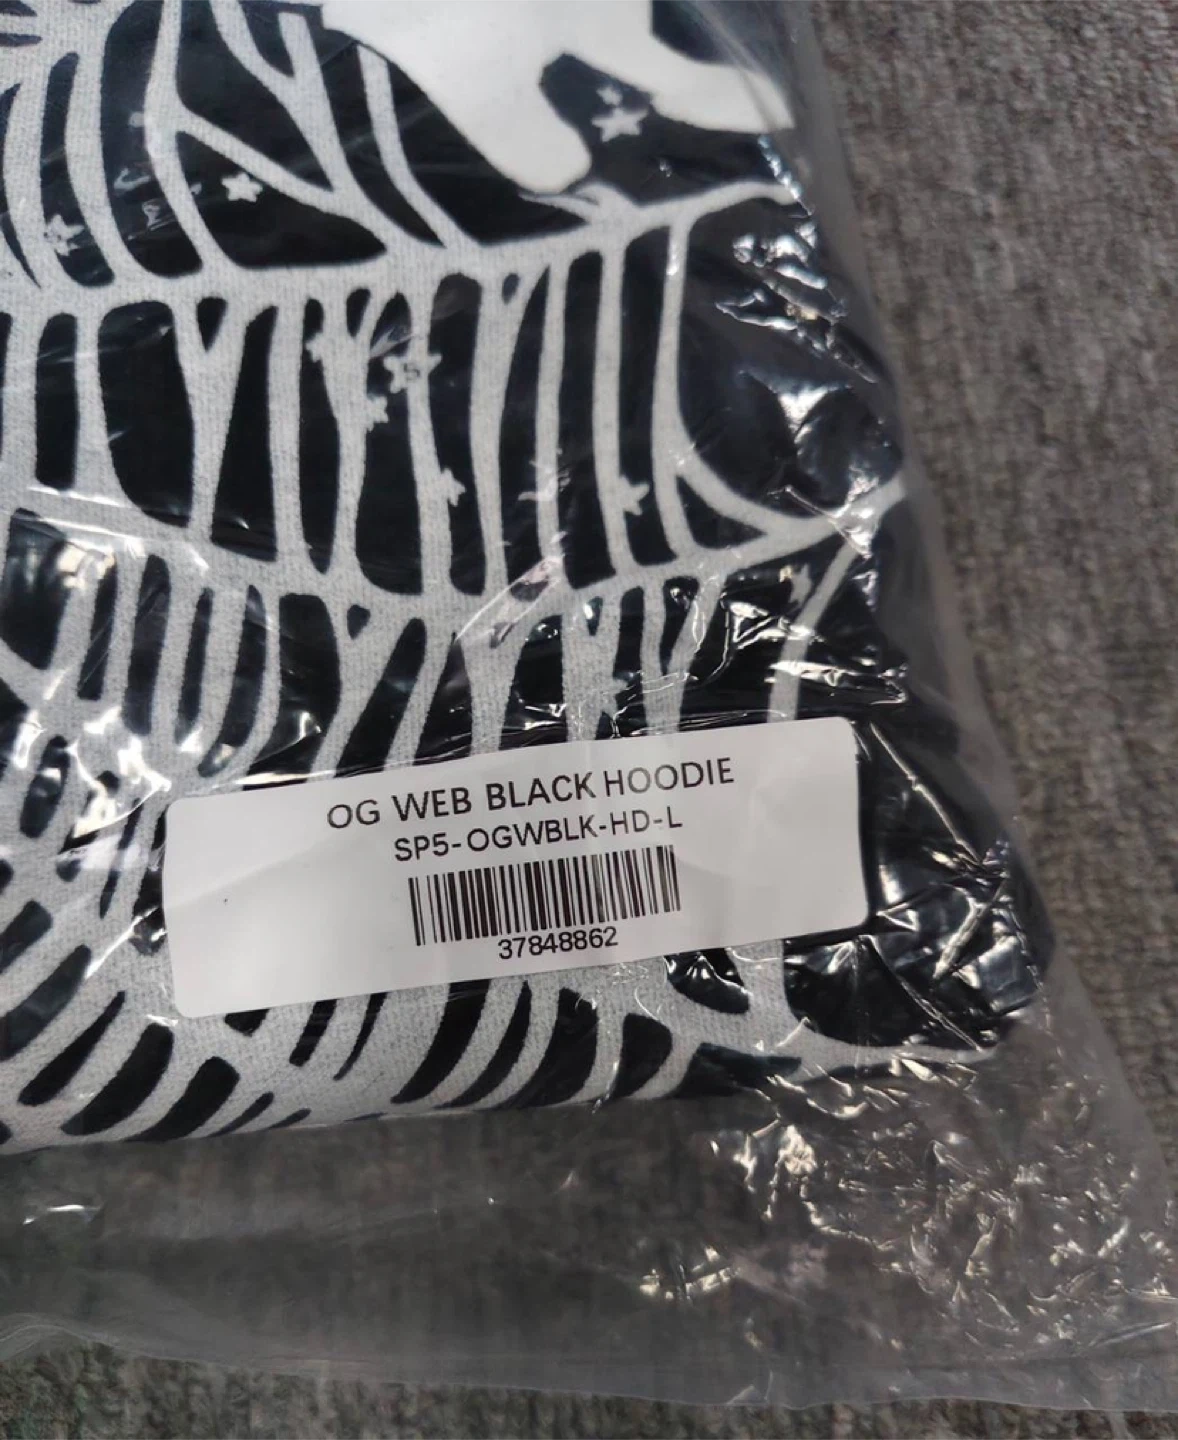 OG WEB BLACK HOODIE
SP5-OGWBLK-HD-L
37848862